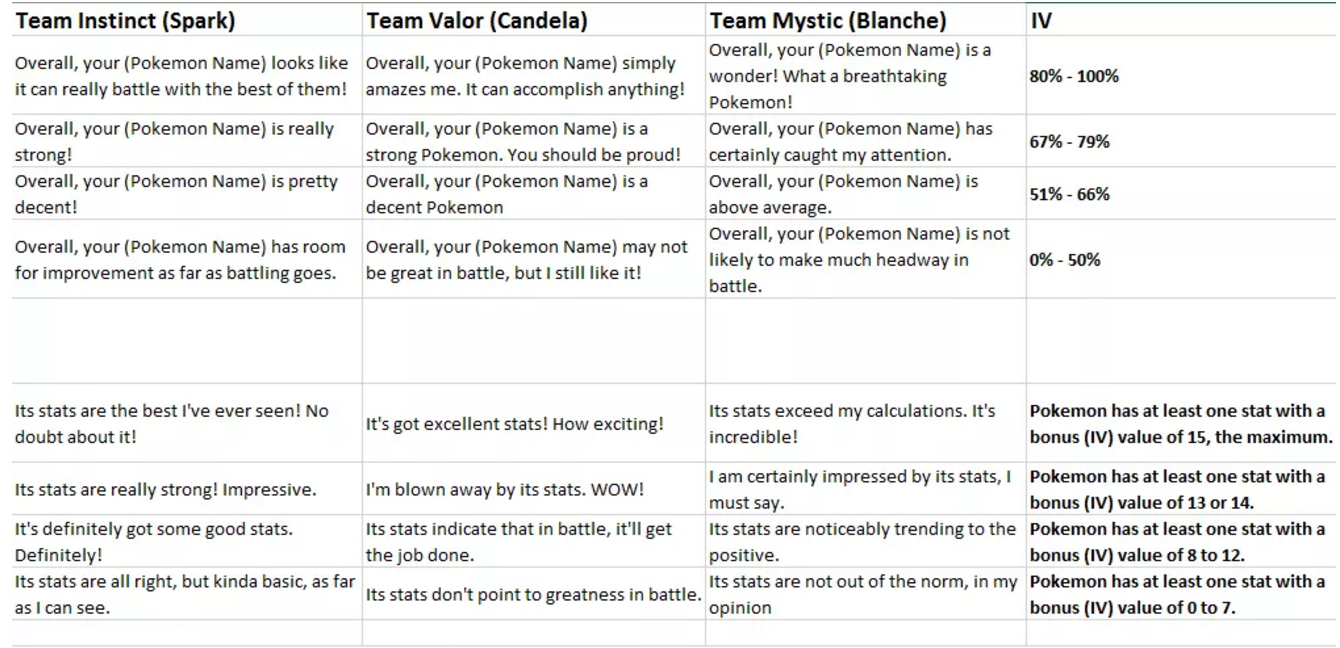 Team Instinct (Spark) Team Valor (Candela) Team Mystic (Blanche) IV
Overall, your (Pokemon Name) looks like
it can really battle with the best of them!
Overall, your (Pokemon Name) simply
amazes me. It can accomplish anything!
Overall, your (Pokemon Name) is a
wonder! What a breathtaking
Pokemon!
80% - 100%
Overall, your (Pokemon Name) is really
strong!
Overall, your (Pokemon Name) is a
strong Pokemon. You should be proud!
Overall, your (Pokemon Name) has
certainly caught my attention.
67% - 79%
Overall, your (Pokemon Name) is pretty
decent!
Overall, your (Pokemon Name) is a
decent Pokemon
Overall, your (Pokemon Name) is
above average.
51% - 66%
Overall, your (Pokemon Name) has room
for improvement as far as battling goes.
Overall, your (Pokemon Name) may not
be great in battle, but I still like it!
Overall, your (Pokemon Name) is not
likely to make much headway in
battle.
0% - 50%
Its stats are the best I've ever seen! No
doubt about it!
It's got excellent stats! How exciting!
Its stats exceed my calculations. It's
incredible!
Pokemon has at least one stat with a
bonus (IV) value of 15, the maximum.
Its stats are really strong! Impressive.
I'm blown away by its stats. WOW!
I am certainly impressed by its stats, I
must say.
Pokemon has at least one stat with a
bonus (IV) value of 13 or 14.
It's definitely got some good stats.
Definitely!
Its stats indicate that in battle, it'll get
the job done.
Its stats are noticeably trending to the
positive.
Pokemon has at least one stat with a
bonus (IV) value of 8 to 12.
Its stats are all right, but kinda basic, as far
as I can see.
Its stats don't point to greatness in battle.
Its stats are not out of the norm, in my
opinion
Pokemon has at least one stat with a
bonus (IV) value of 0 to 7.